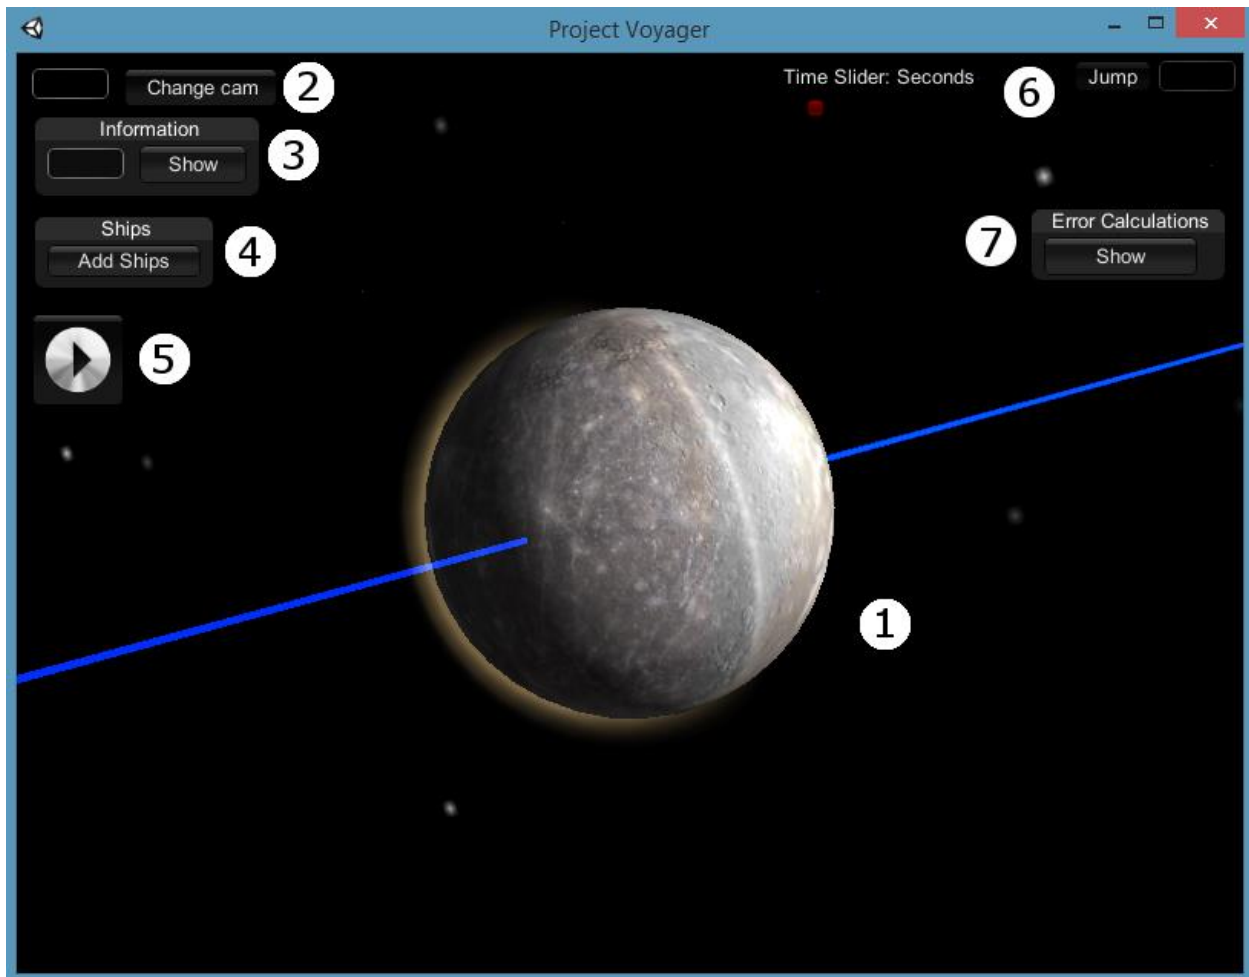 Project Voyager
Change cam
2
Time Slider: Seconds
6
Jump
Information
Show
3
Ships
Add Ships
4
Error Calculations
Show
7
5
1